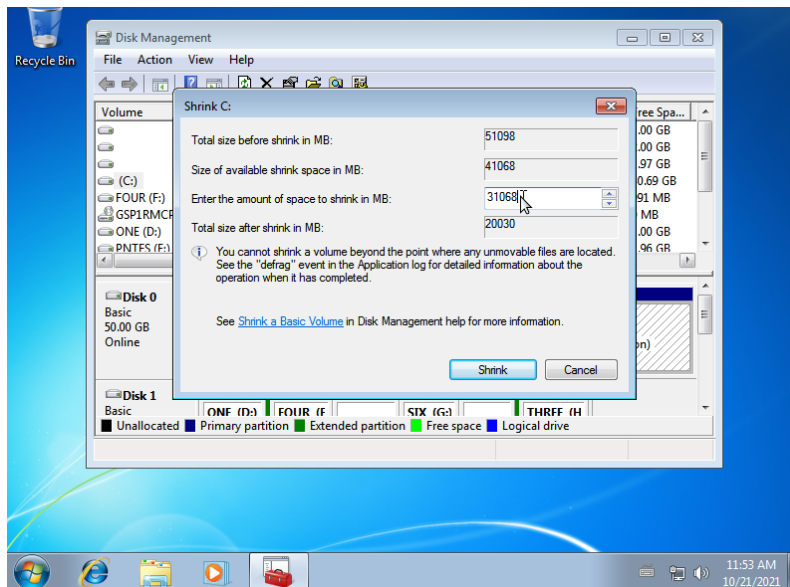 Recycle Bin
Disk Management
File Action View Help
Volume
ree Spa...
.00 GB
.00 GB
.97 GB
(C:)
0.69 GB
FOUR (F:)
91 MB
GSP1RMCP
MB
ONE (D:)
.00 GB
PNTFS (E:)
.96 GB
Shrink C:
Total size before shrink in MB:
51098
Size of available shrink space in MB:
41068
Enter the amount of space to shrink in MB:
31068
Total size after shrink in MB:
20030
You cannot shrink a volume beyond the point where any unmovable files are located.
See the "defrag" event in the Application log for detailed information about the
operation when it has completed.
See Shrink a Basic Volume in Disk Management help for more information.
Shrink
Cancel
Disk 0
Basic
50.00 GB
Online
on)
Disk 1
Basic
ONE (D:) FOUR (F SIX (G:) THREE (H
Unallocated Primary partition Extended partition Free space Logical drive
11:53 AM
10/21/2021